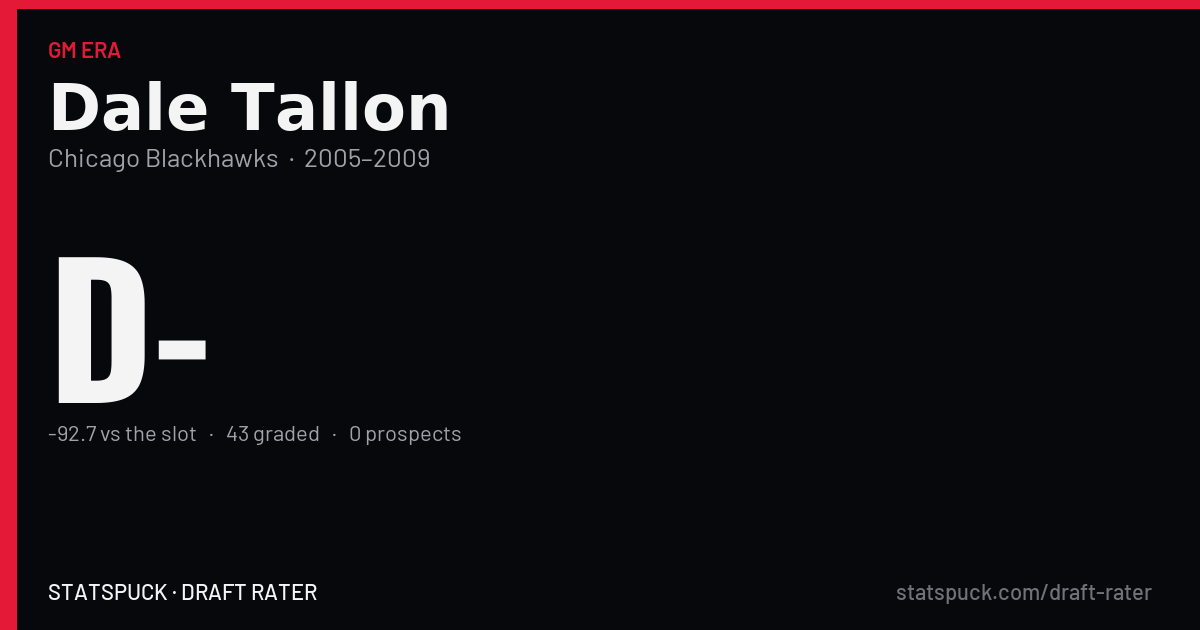 GM ERA
Dale Tallon
Chicago Blackhawks · 2005–2009
D-
-92.7 vs the slot · 43 graded · 0 prospects
STATSPUCK · DRAFT RATER
statspuck.com/draft-rater